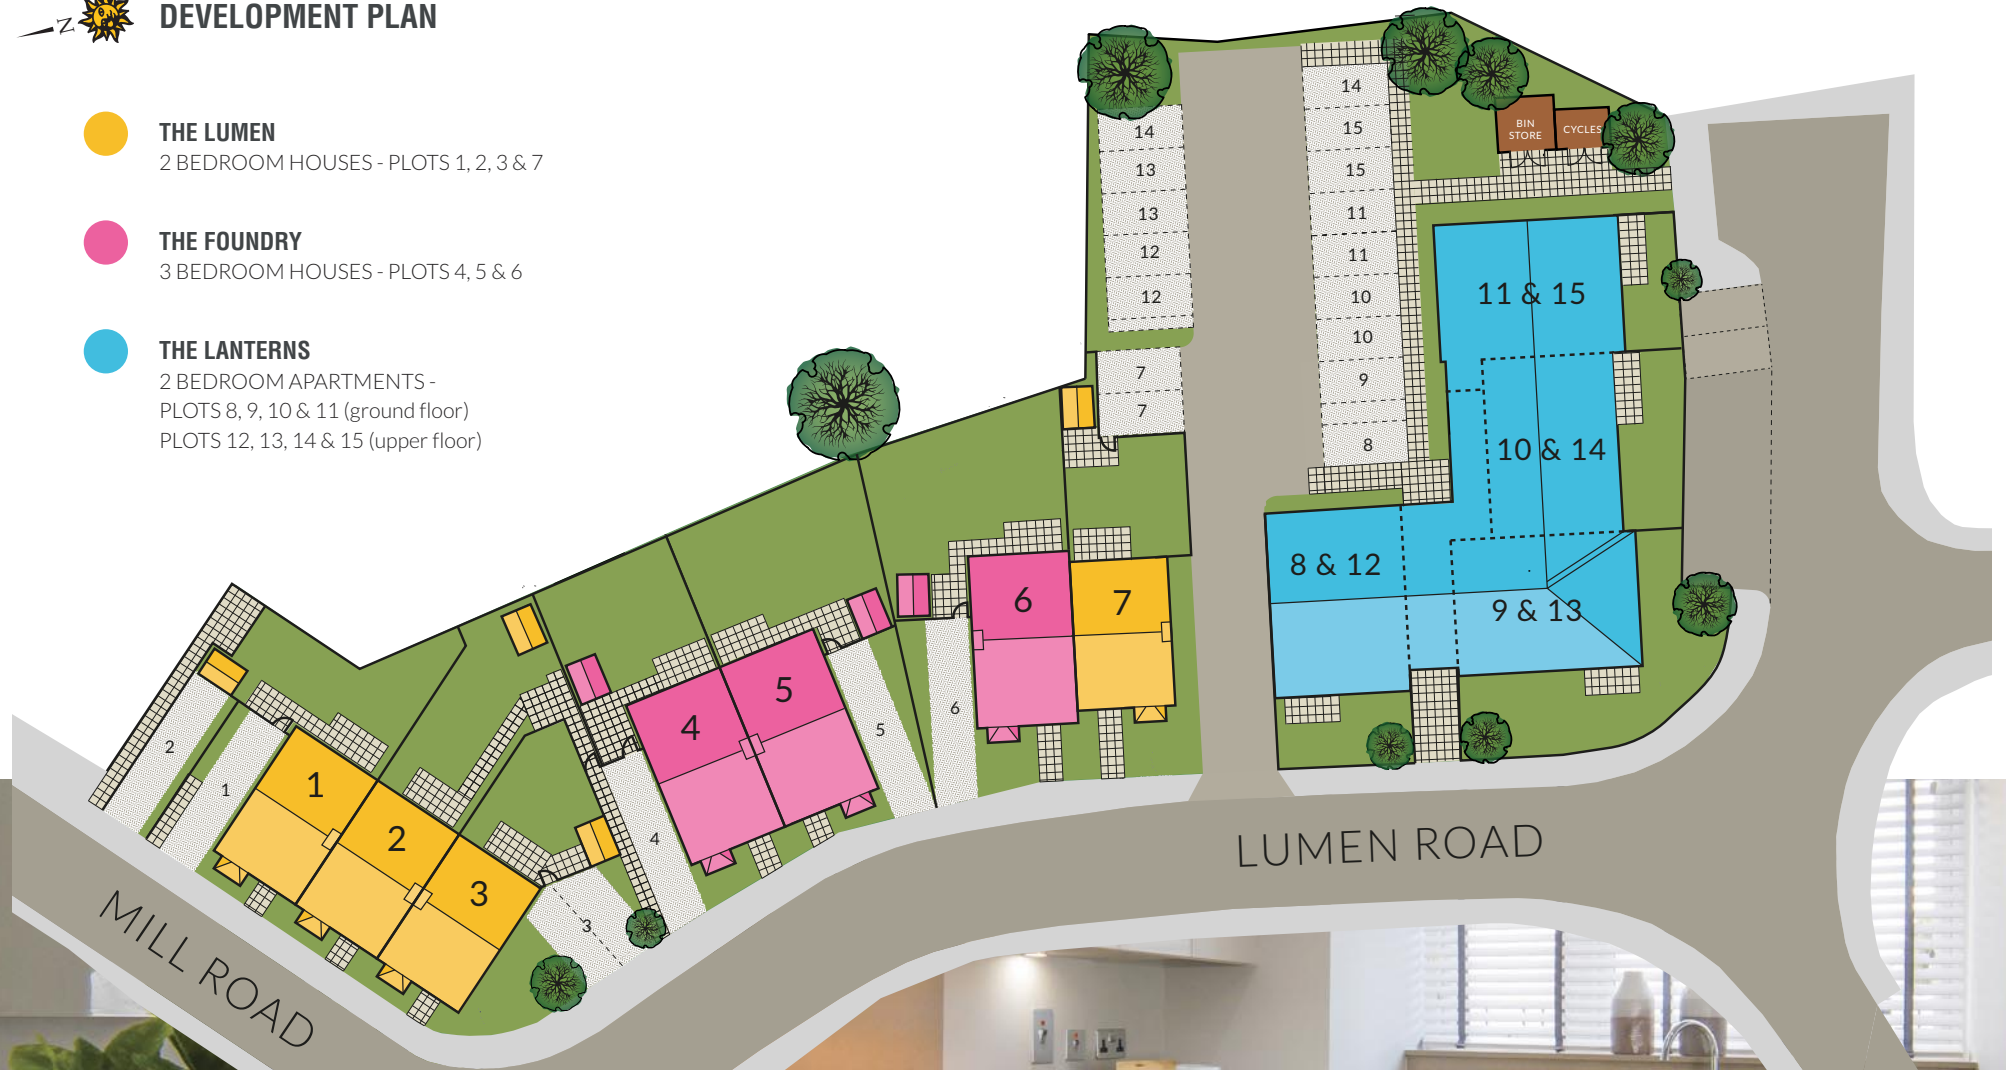 N
DEVELOPMENT PLAN
THE LUMEN
2 BEDROOM HOUSES - PLOTS 1, 2, 3 & 7
THE FOUNDRY
3 BEDROOM HOUSES - PLOTS 4, 5 & 6
THE LANTERNS
2 BEDROOM APARTMENTS -
PLOTS 8, 9, 10 & 11 (ground floor)
PLOTS 12, 13, 14 & 15 (upper floor)
14
13
13
12
12
7
7
14
15
15
11
11
10
10
9
8
BIN
STORE
CYCLES
11 & 15
10 & 14
8 & 12
9 & 13
6
7
6
5
4
5
4
2
1
1
2
3
3
MILL ROAD
LUMEN ROAD